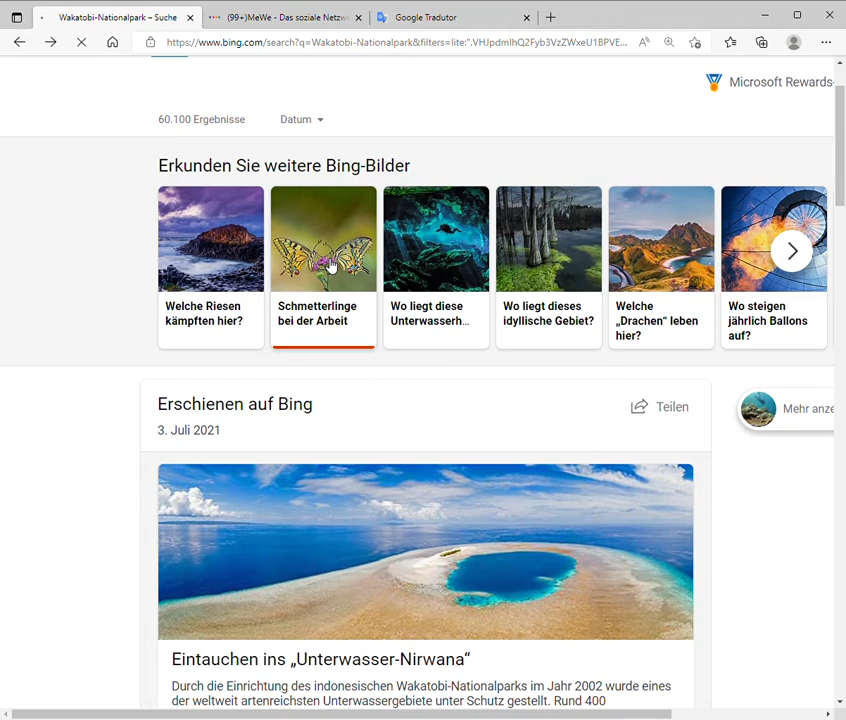 Wakatobi-Nationalpark – Suche
(99+)MeWe - Das soziale Netzw
Google Tradutor
https://www.bing.com/search?q=Wakatobi-Nationalpark&filters=lite:".VHJpdmlhQ2Fyb3VzZWxeU1BPVE...
Microsoft Rewards
60.100 Ergebnisse
Datum
Erkunden Sie weitere Bing-Bilder
Welche Riesen
kämpften hier?
Schmetterlinge
bei der Arbeit
Wo liegt diese
Unterwasserh...
Wo liegt dieses
idyllische Gebiet?
Welche
„Drachen“ leben
hier?
Wo steigen
jährlich Ballons
auf?
Erschienen auf Bing
Teilen
3. Juli 2021
Mehr anze
Eintauchen ins „Unterwasser-Nirwana“
Durch die Einrichtung des indonesischen Wakatobi-Nationalparks im Jahr 2002 wurde eines
der weltweit artenreichsten Unterwassergebiete unter Schutz gestellt. Rund 400